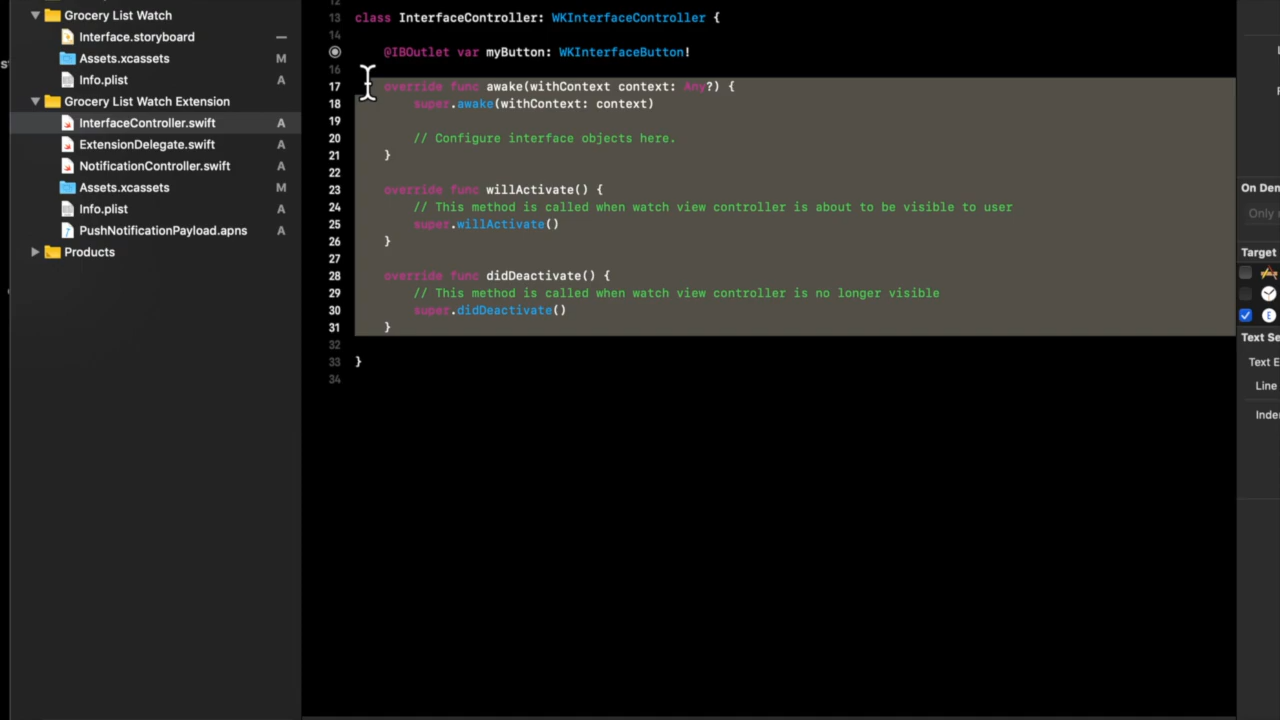 Grocery List Watch
Interface.storyboard —
Assets.xcassets M
Info.plist A
Grocery List Watch Extension
InterfaceController.swift A
ExtensionDelegate.swift A
NotificationController.swift A
Assets.xcassets M
Info.plist A
PushNotificationPayload.apns A
Products
12
13 class InterfaceController: WKInterfaceController {
14
@IBOutlet var myButton: WKInterfaceButton!
16
17 override func awake(withContext context: Any?) {
18 super.awake(withContext: context)
19
20 // Configure interface objects here.
21 }
22
23 override func willActivate() {
24 // This method is called when watch view controller is about to be visible to user
25 super.willActivate()
26 }
27
28 override func didDeactivate() {
29 // This method is called when watch view controller is no longer visible
30 super.didDeactivate()
31 }
32
33 }
34
On Dem
Only
Target
E
Text Se
Text E
Line
Inde